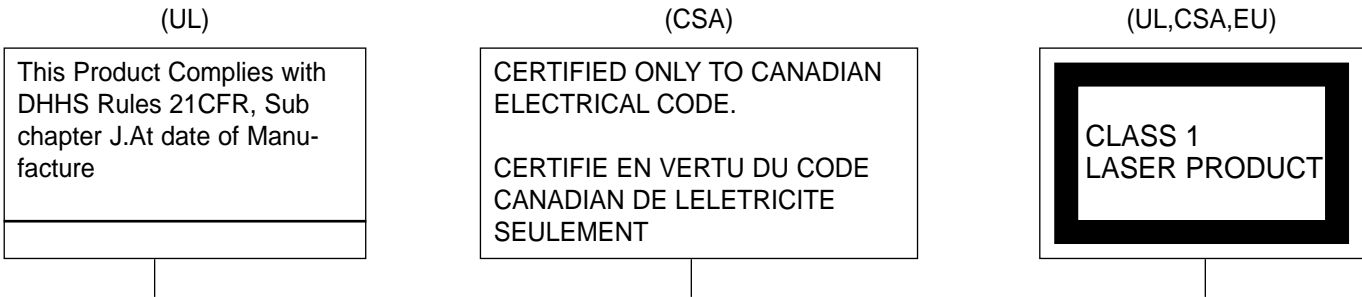 (UL)
This Product Complies with
DHHS Rules 21CFR, Sub
chapter J.At date of Manu-
facture
(CSA)
CERTIFIED ONLY TO CANADIAN
ELECTRICAL CODE.
CERTIFIE EN VERTU DU CODE
CANADIAN DE LELETRICITE
SEULEMENT
(UL,CSA,EU)
CLASS 1
LASER PRODUCT